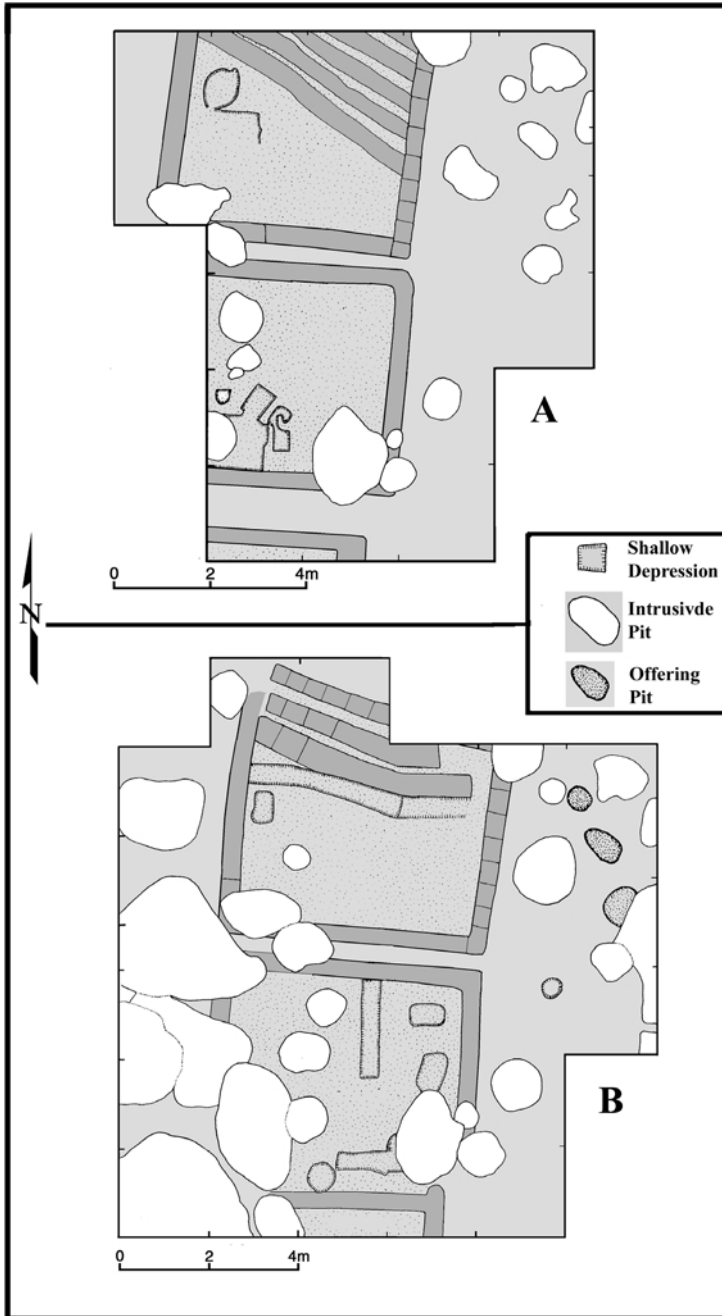 A
0 2 4m
N
Shallow
Depression
Intrusivde
Pit
Offering
Pit
B
0 2 4m